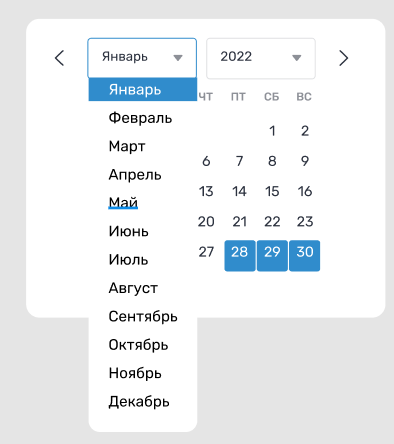 Январь 2022
Январь ЧТ ПТ СБ ВС
Февраль 1 2
Март 6 7 8 9
Апрель 13 14 15 16
Май 20 21 22 23
Июнь 27 28 29 30
Июль
Август
Сентябрь
Октябрь
Ноябрь
Декабрь